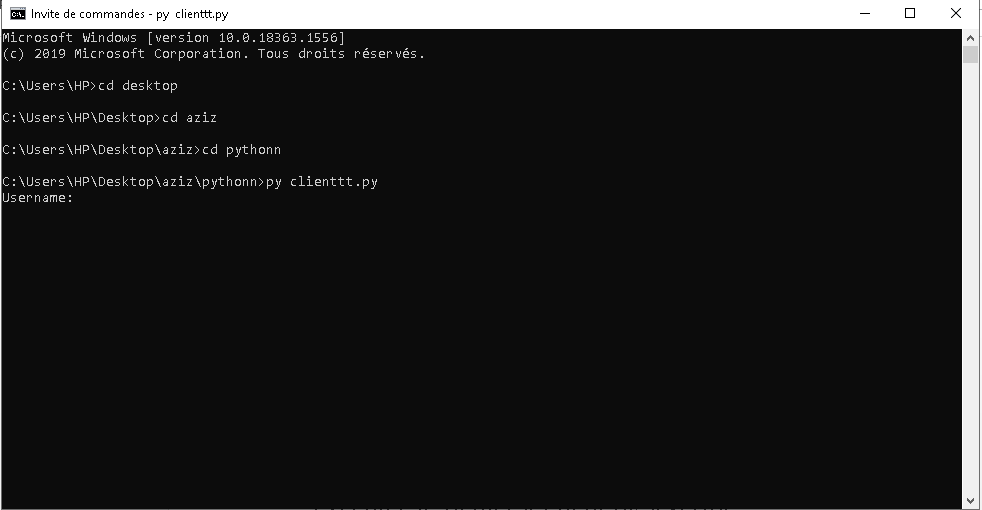 Invite de commandes - py  clienttt.py
Microsoft Windows [version 10.0.18363.1556]
(c) 2019 Microsoft Corporation. Tous droits réservés.
C:\Users\HP>cd desktop
C:\Users\HP\Desktop>cd aziz
C:\Users\HP\Desktop\aziz>cd pythonn
C:\Users\HP\Desktop\aziz\pythonn>py clienttt.py
Username: